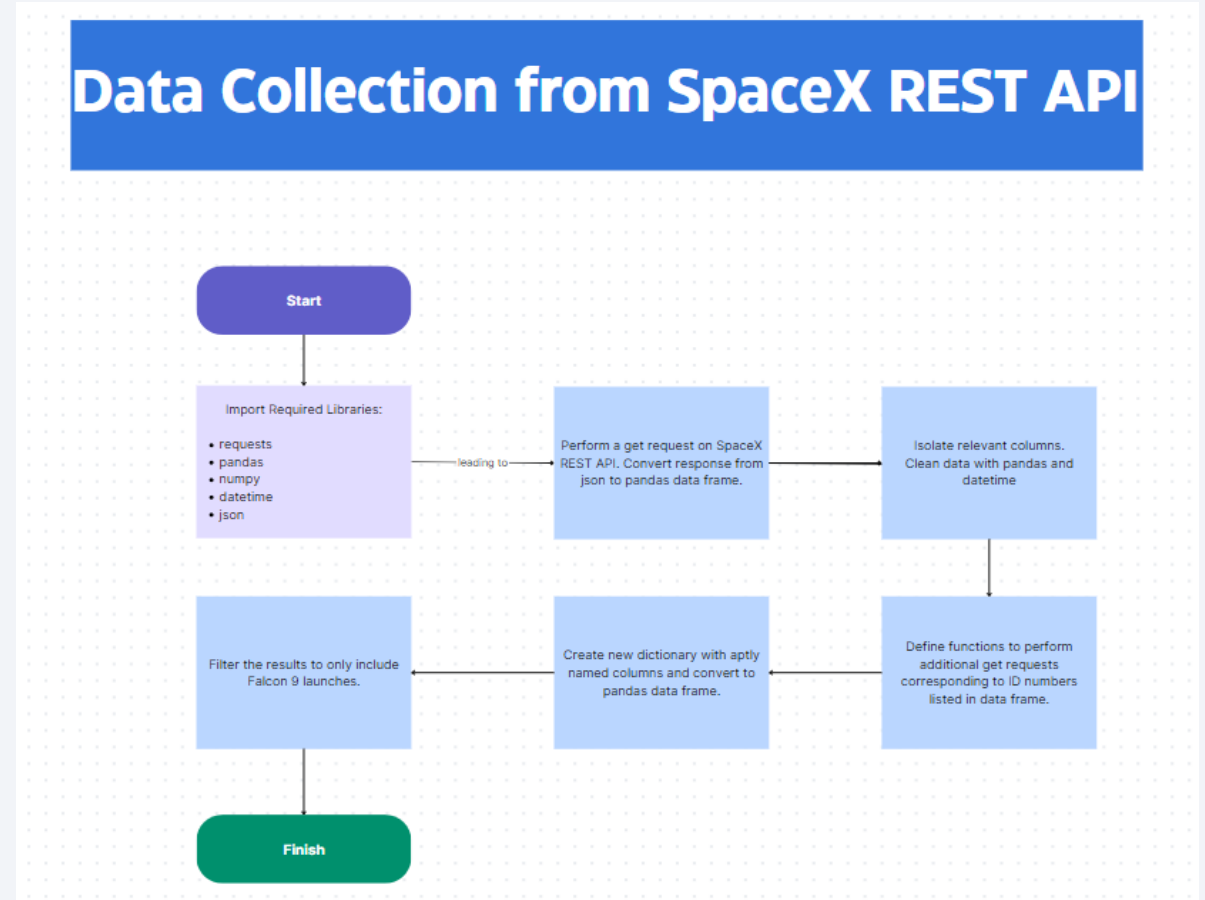 Data Collection from SpaceX REST API
Start
Import Required Libraries:
• requests
• pandas
• numpy
• datetime
• json
leading to
Perform a get request on SpaceX
REST API. Convert response from
json to pandas data frame.
Isolate relevant columns.
Clean data with pandas and
datetime
Define functions to perform
additional get requests
corresponding to ID numbers
listed in data frame.
Create new dictionary with aptly
named columns and convert to
pandas data frame.
Filter the results to only include
Falcon 9 launches.
Finish